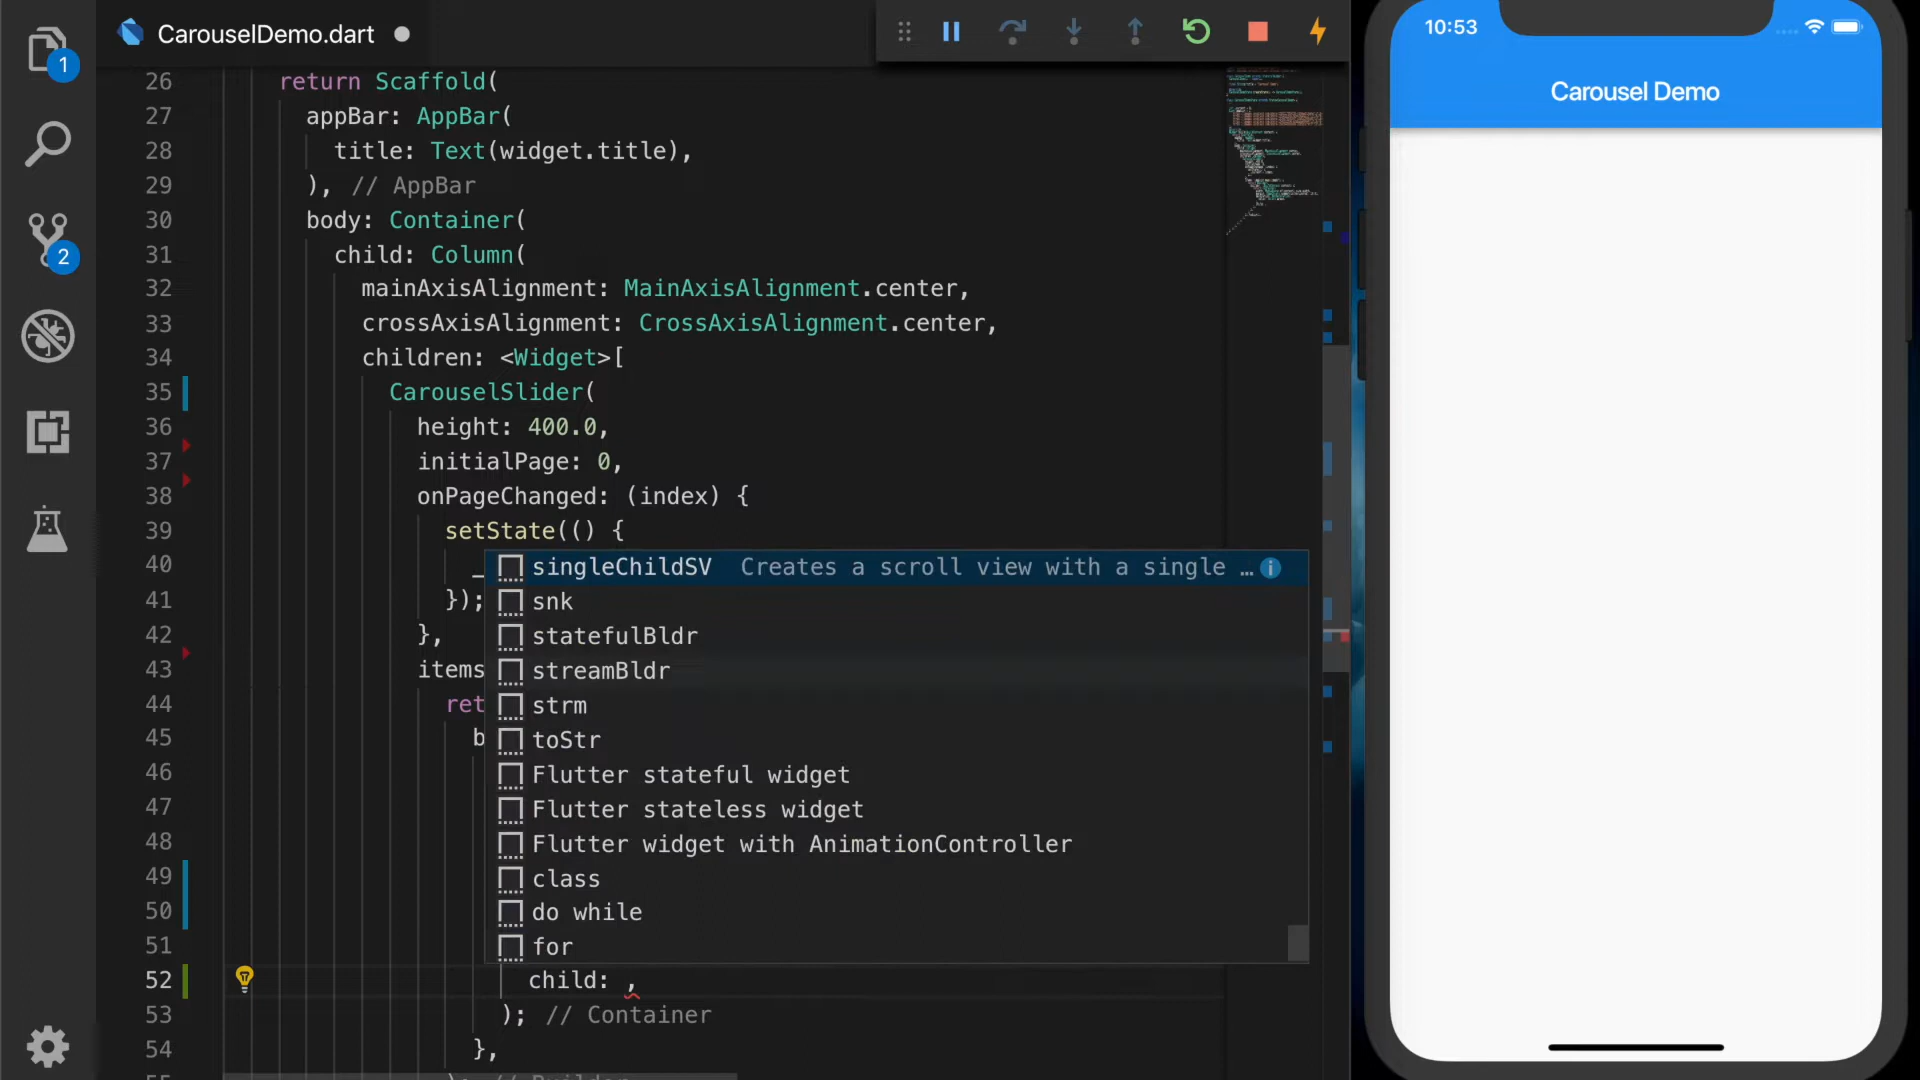 CarouselDemo.dart
1
2
26 return Scaffold(
27 appBar: AppBar(
28 title: Text(widget.title),
29 ), // AppBar
30 body: Container(
31 child: Column(
32 mainAxisAlignment: MainAxisAlignment.center,
33 crossAxisAlignment: CrossAxisAlignment.center,
34 children: <Widget>[
35 CarouselSlider(
36 height: 400.0,
37 initialPage: 0,
38 onPageChanged: (index) {
39 setState(() {
40 _
41 });
42 },
43 items
44 ret
45 b
46
47
48
49
50
51
52 child: ,
53 ); // Container
54 },
singleChildSV Creates a scroll view with a single …
snk
statefulBldr
streamBldr
strm
toStr
Flutter stateful widget
Flutter stateless widget
Flutter widget with AnimationController
class
do while
for
10:53
Carousel Demo